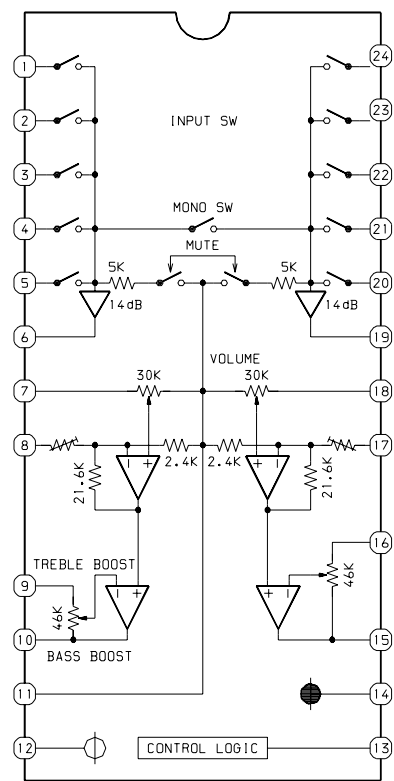 1
24
2
INPUT SW
23
3
22
4
MONO SW
21
MUTE
5
5K
5K
20
14dB
14dB
6
19
VOLUME
7
30K
30K
18
8
- +
+ -
17
21.6K
2.4K
2.4K
21.6K
16
TREBLE BOOST
9
46K
- +
+ -
46K
10
BASS BOOST
15
11
14
12
CONTROL LOGIC
13